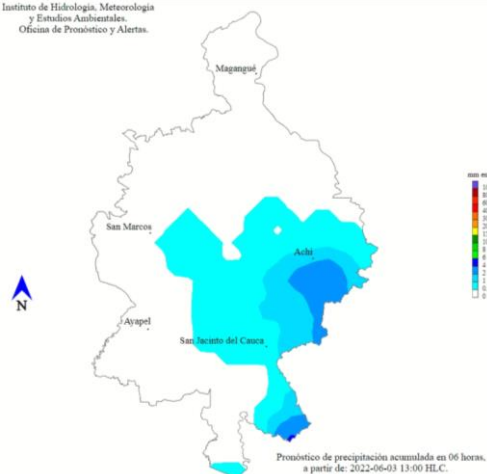 Instituto de Hidrología, Meteorología
y Estudios Ambientales.
Oficina de Pronóstico y Alertas.
Magangué
San Marcos
Achí
N
Ayapel
San Jacinto del Cauca
Pronóstico de precipitación acumulada en 06 horas,
a partir de: 2022-06-03 13:00 HLC.